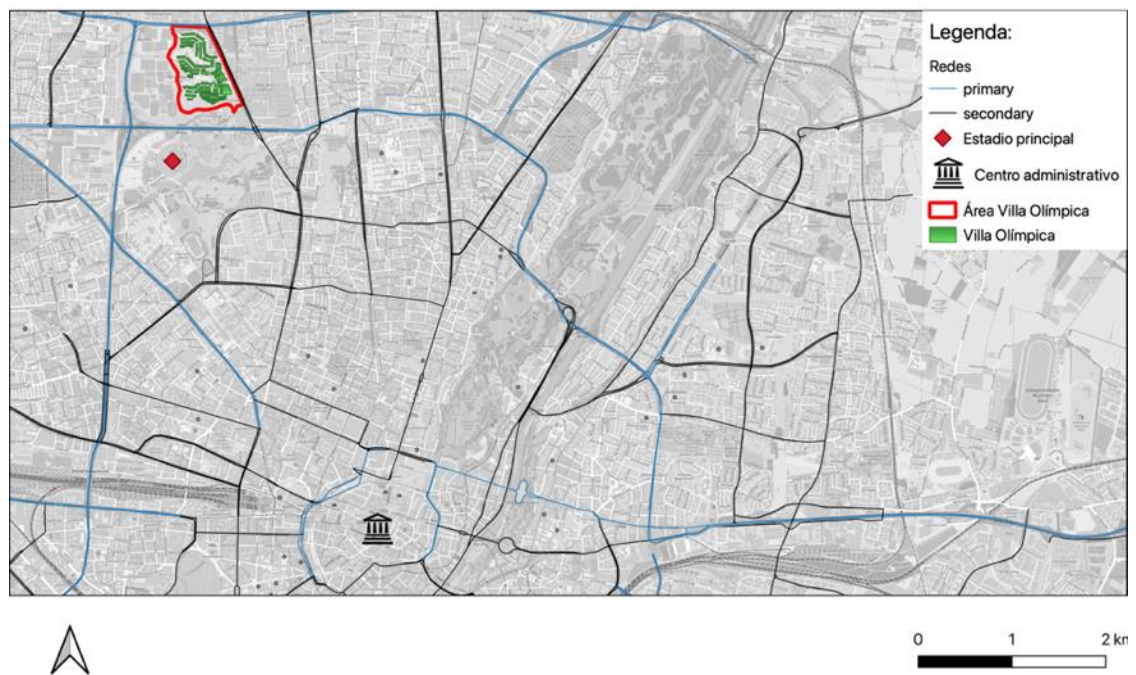 Legenda:
Redes
primary
secondary
Estadio principal
Centro administrativo
Área Villa Olímpica
Villa Olímpica
0 1 2 km